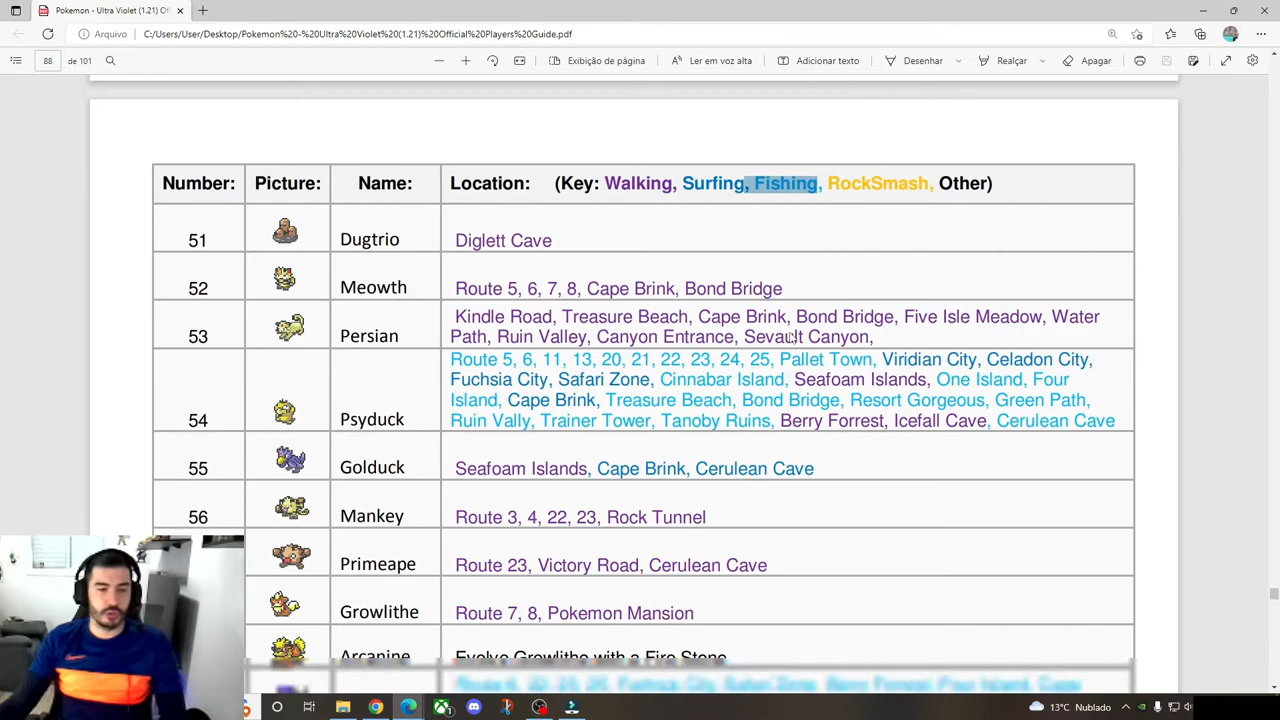 Pokemon - Ultra Violet (1.21) Off
Arquivo C:/Users/User/Desktop/Pokemon%20-%20Ultra%20Violet%20(1.21)%20Official%20Players%20Guide.pdf
88 de 101 Exibição de página Ler em voz alta Adicionar texto Desenhar Realçar Apagar
Number: Picture: Name: Location: (Key: Walking, Surfing, Fishing, RockSmash, Other)
51 Dugtrio Diglett Cave
52 Meowth Route 5, 6, 7, 8, Cape Brink, Bond Bridge
53 Persian Kindle Road, Treasure Beach, Cape Brink, Bond Bridge, Five Isle Meadow, Water
Path, Ruin Valley, Canyon Entrance, Sevault Canyon,
54 Psyduck Route 5, 6, 11, 13, 20, 21, 22, 23, 24, 25, Pallet Town, Viridian City, Celadon City,
Fuchsia City, Safari Zone, Cinnabar Island, Seafoam Islands, One Island, Four
Island, Cape Brink, Treasure Beach, Bond Bridge, Resort Gorgeous, Green Path,
Ruin Vally, Trainer Tower, Tanoby Ruins, Berry Forrest, Icefall Cave, Cerulean Cave
55 Golduck Seafoam Islands, Cape Brink, Cerulean Cave
56 Mankey Route 3, 4, 22, 23, Rock Tunnel
Primeape Route 23, Victory Road, Cerulean Cave
Growlithe Route 7, 8, Pokemon Mansion
Arcanine Evolve Growlithe with a Fire Stone
13°C Nublado